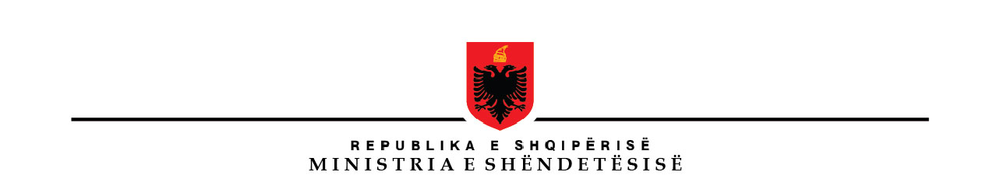 REPUBLIKA E SHQIPËRISË
MINISTRIA E SHËNDETËSISË